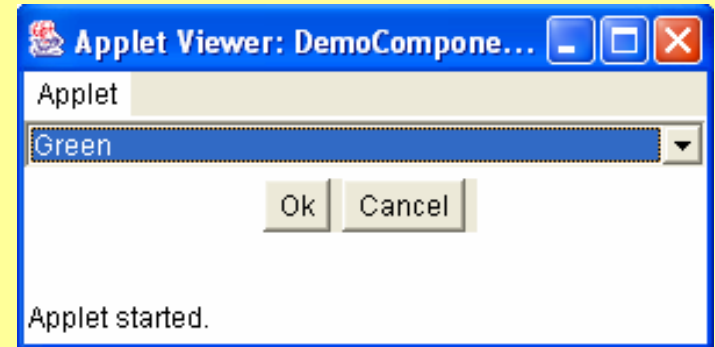 Applet Viewer: DemoCompone...
Applet
Green
Ok Cancel
Applet started.